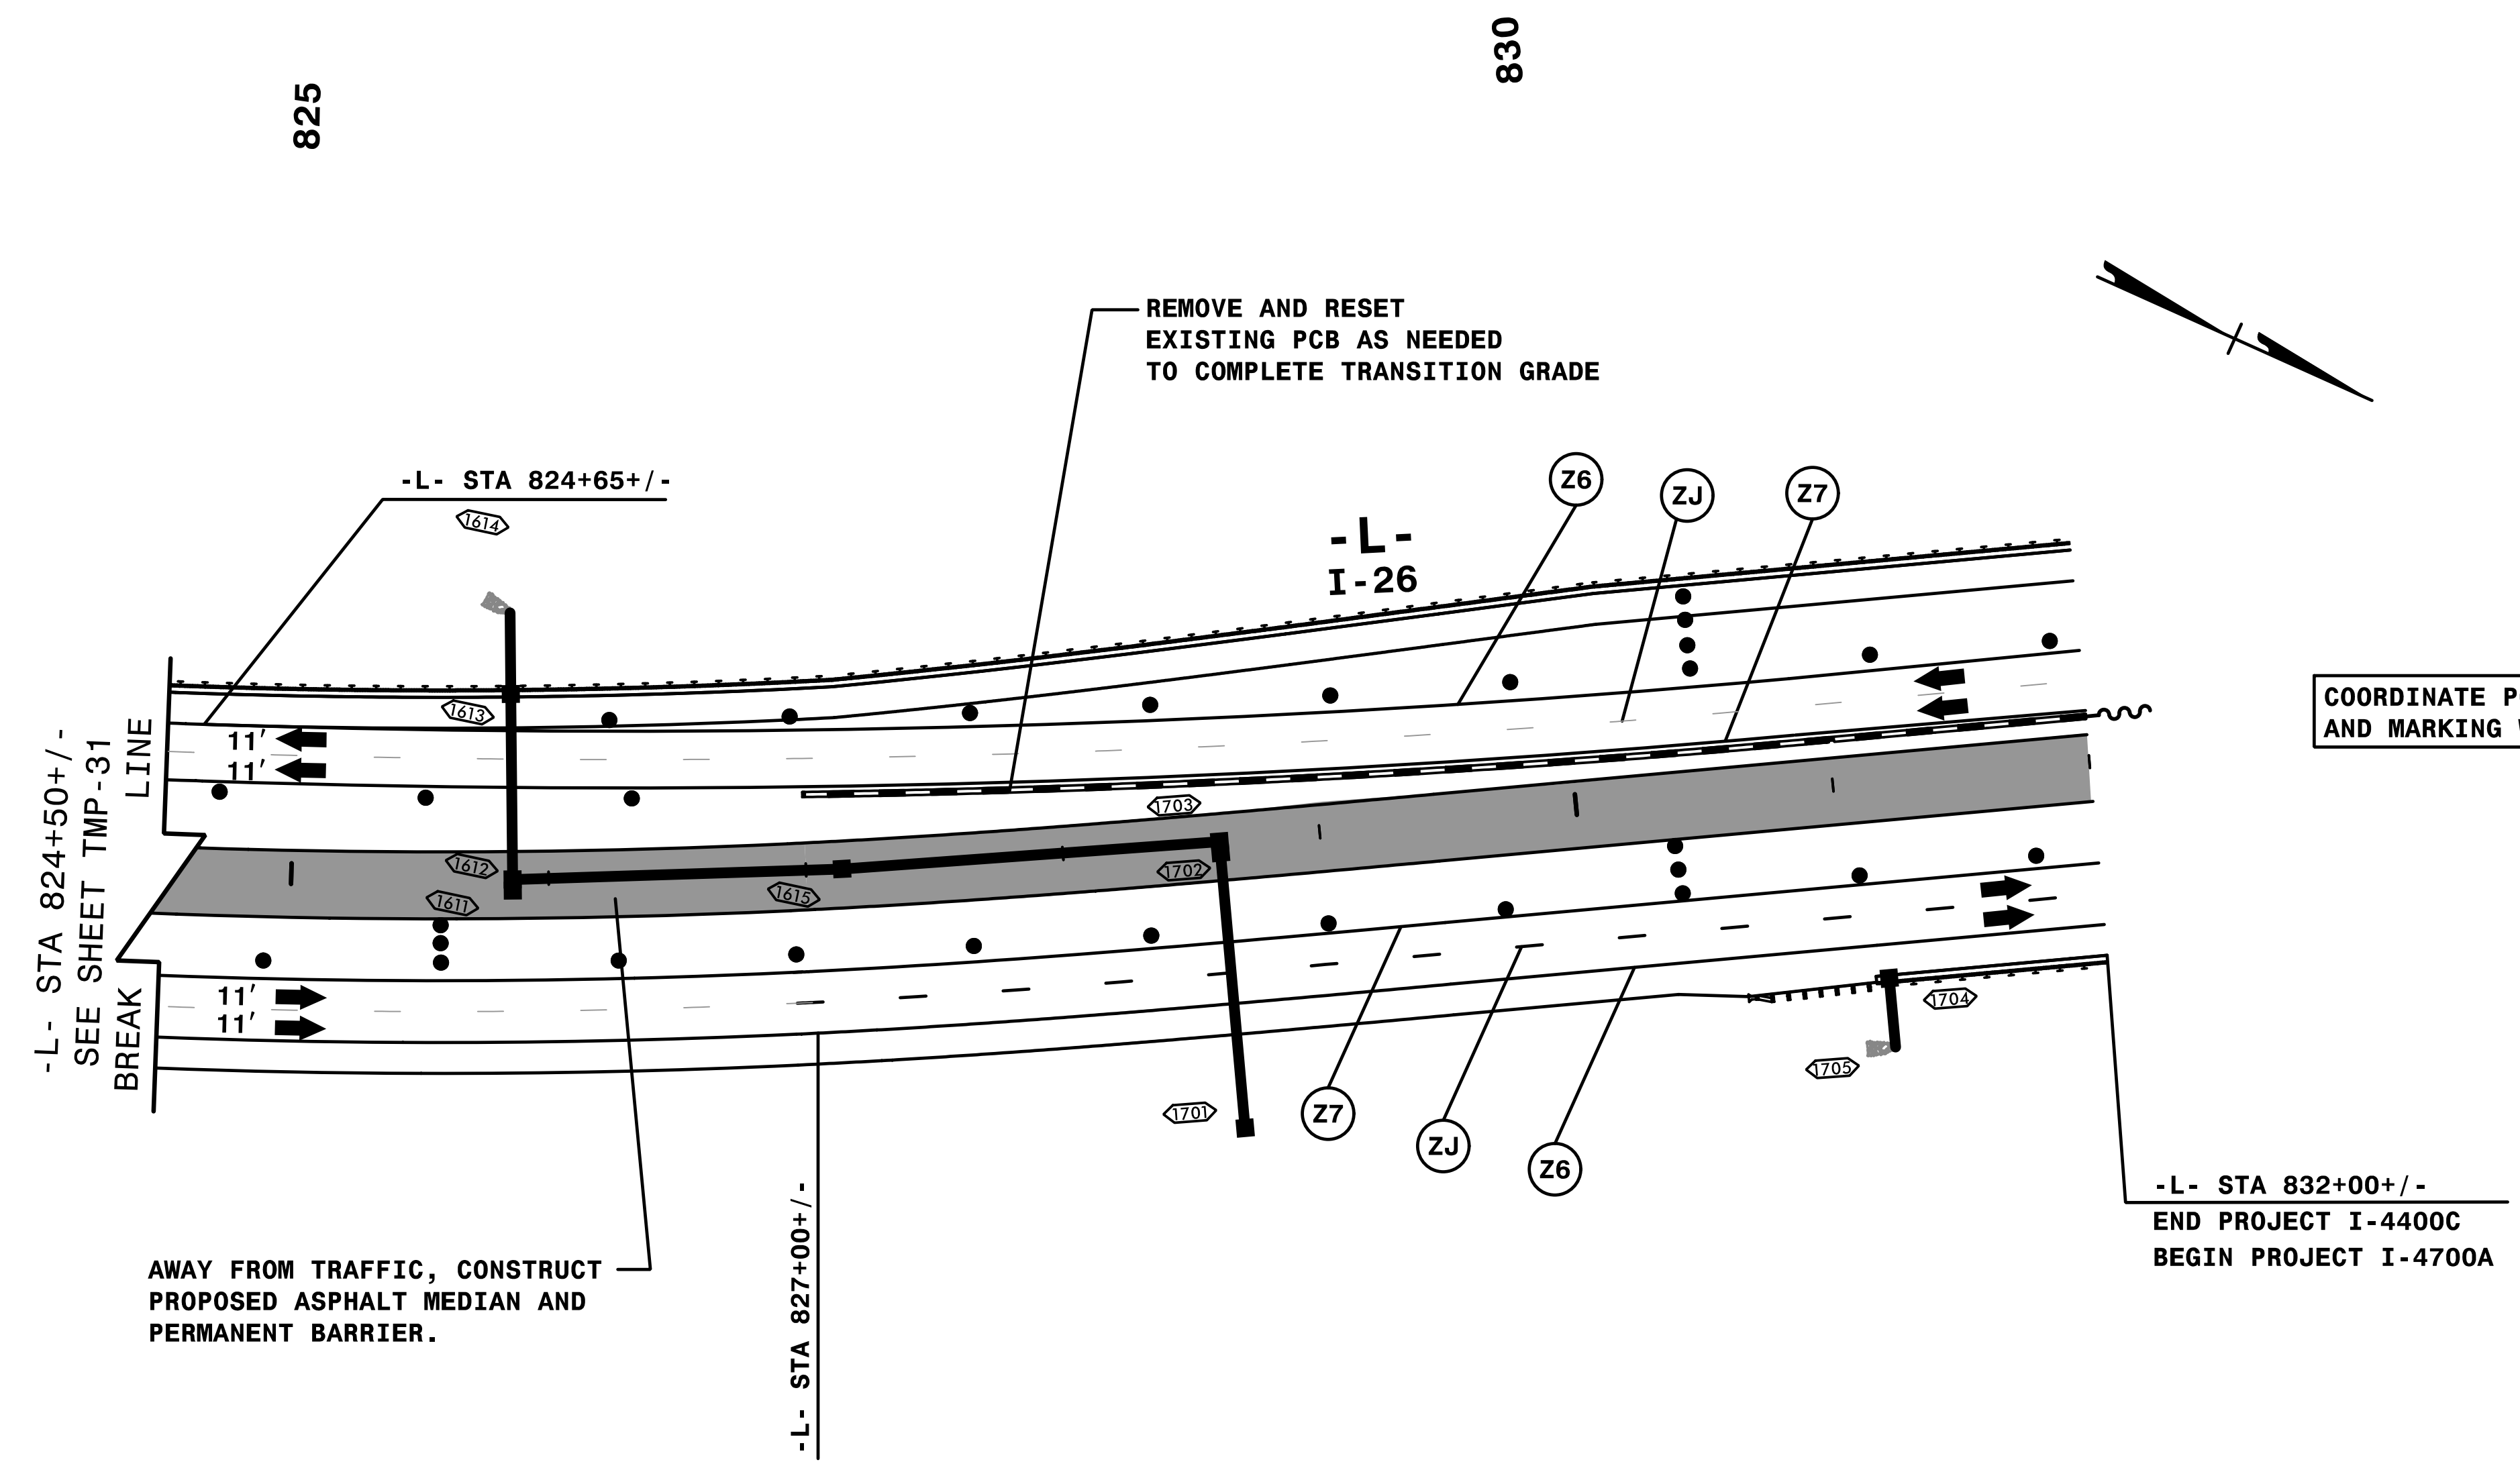 825
830
REMOVE AND RESET
EXISTING PCB AS NEEDED
TO COMPLETE TRANSITION GRADE
-L- STA 824+65+/-
1614
Z6
ZJ
Z7
-L-
I-26
COORDINATE P
AND MARKING
1613
11'
11'
-L- STA 824+50+/-
SEE SHEET TMP-31
BREAK LINE
1703
1612
1702
1615
1611
11'
11'
1704
1705
1701
Z7
ZJ
Z6
-L- STA 832+00+/-
END PROJECT I-4400C
BEGIN PROJECT I-4700A
AWAY FROM TRAFFIC, CONSTRUCT
PROPOSED ASPHALT MEDIAN AND
PERMANENT BARRIER.
-L- STA 827+00+/-